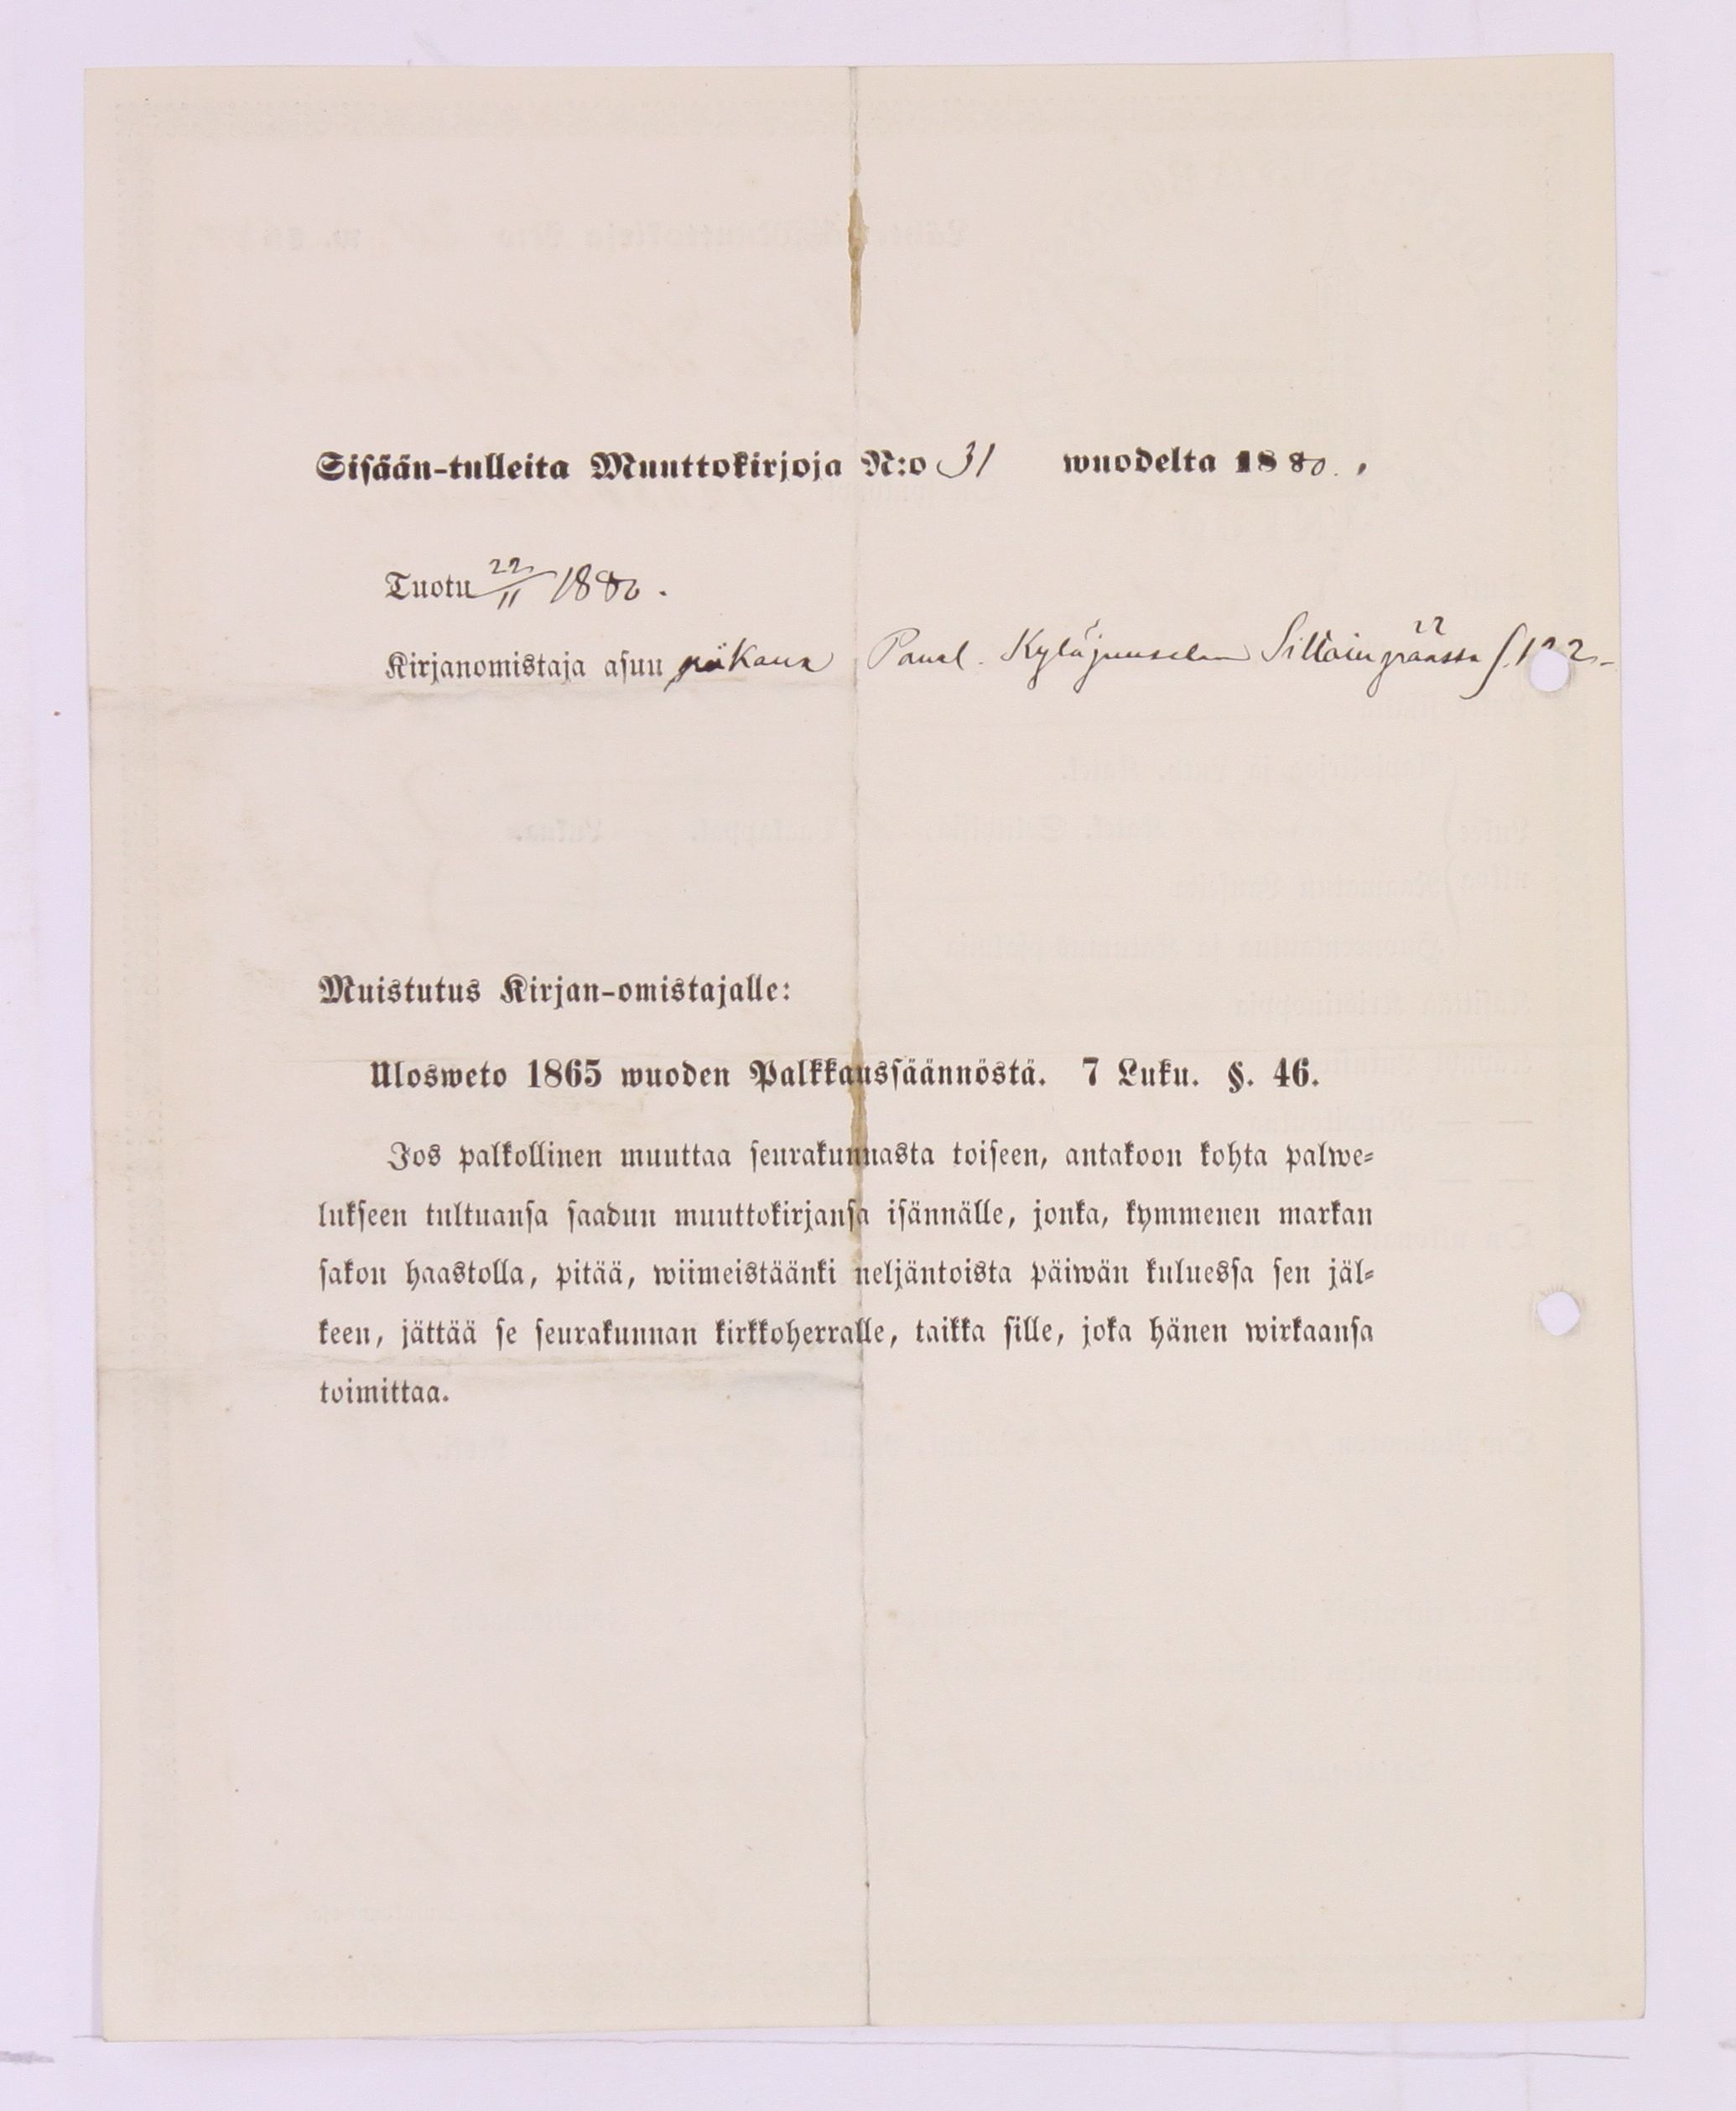 Sisään-tulleita Muuttokirjoja N:o 31 wuodelta 1880.
Tuotu 22/11 1880.
Kirjanomistaja asuu
Muistutus Kirjan-omistajalle:
Ulosweto 1865 wuoden Palkkaussäännöstä. 7 Luku. §. 46.
Jos palkollinen muuttaa seurakunnasta toiseen, antakoon kohta palwe=
lukseen tultuansa saadun muuttokirjansa isännälle, jonka, kymmenen markan
sakon haastolla, pitää, wiimeistäänki neljäntoista päiwän kuluessa sen jäl=
keen, jättää se seurakunnan kirkkoherralle, taikka sille, joka hänen wirkaansa
toimittaa.